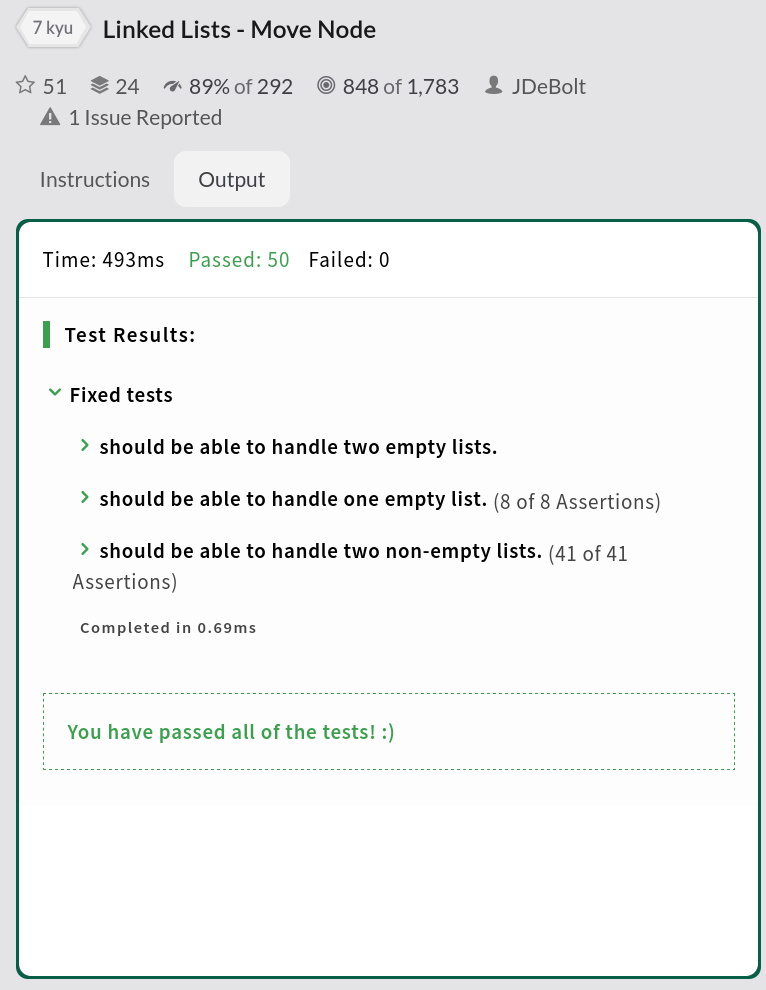 7 kyu Linked Lists - Move Node
51 24 89% of 292 848 of 1,783 JDeBolt
1 Issue Reported
Instructions Output
Time: 493ms Passed: 50 Failed: 0
Test Results:
Fixed tests
should be able to handle two empty lists.
should be able to handle one empty list. (8 of 8 Assertions)
should be able to handle two non-empty lists. (41 of 41
Assertions)
Completed in 0.69ms
You have passed all of the tests! :)